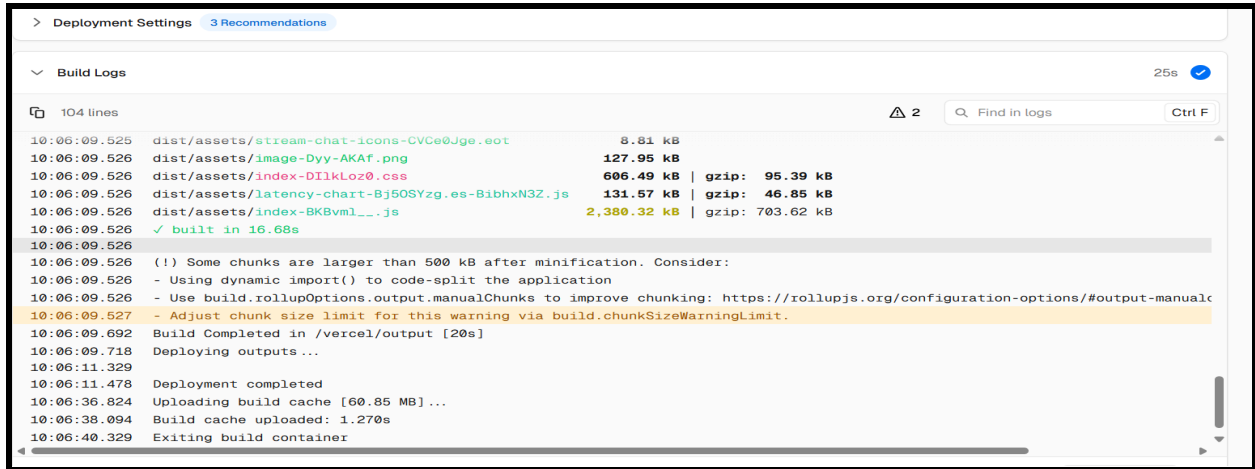 Deployment Settings 3 Recommendations
Build Logs 25s
104 lines 2 Find in logs Ctrl F
10:06:09.525 dist/assets/stream-chat-icons-CVCe0Jge.eot 8.81 kB
10:06:09.526 dist/assets/image-Dyy-AKAf.png 127.95 kB
10:06:09.526 dist/assets/index-DIlkLoz0.css 606.49 kB | gzip: 95.39 kB
10:06:09.526 dist/assets/latency-chart-Bj5OSYzg.es-BibhxN3Z.js 131.57 kB | gzip: 46.85 kB
10:06:09.526 dist/assets/index-BKBvml__.js 2,380.32 kB | gzip: 703.62 kB
10:06:09.526 ✓ built in 16.68s
10:06:09.526
10:06:09.526 (!) Some chunks are larger than 500 kB after minification. Consider:
10:06:09.526 - Using dynamic import() to code-split the application
10:06:09.526 - Use build.rollupOptions.output.manualChunks to improve chunking: https://rollupjs.org/configuration-options/#output-manualc
10:06:09.527 - Adjust chunk size limit for this warning via build.chunkSizeWarningLimit.
10:06:09.692 Build Completed in /vercel/output [20s]
10:06:09.718 Deploying outputs...
10:06:11.329
10:06:11.478 Deployment completed
10:06:36.824 Uploading build cache [60.85 MB]...
10:06:38.094 Build cache uploaded: 1.270s
10:06:40.329 Exiting build container